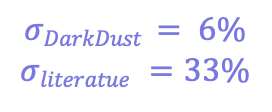 σ_DarkDust = 6%
σ_literatue = 33%